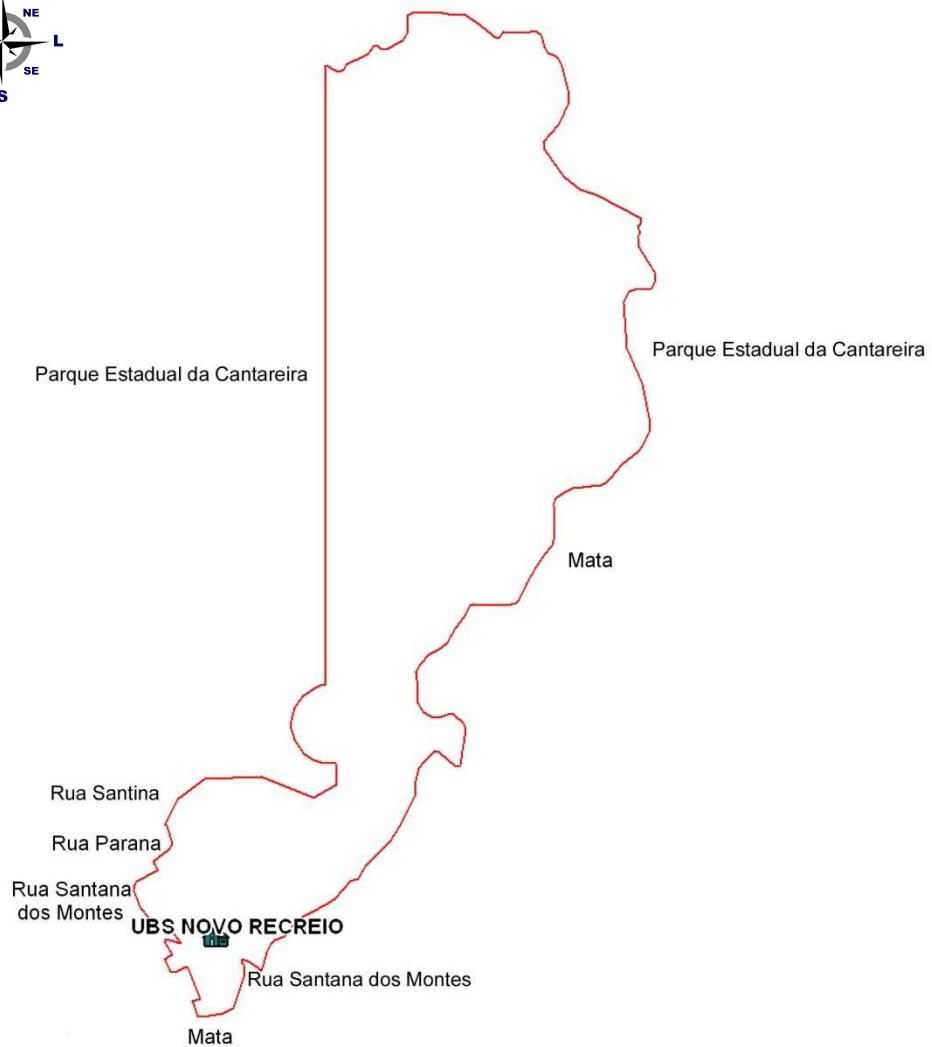 NE
L
SE
S
Parque Estadual da Cantareira
Parque Estadual da Cantareira
Mata
Rua Santina
Rua Parana
Rua Santana
dos Montes
UBS NOVO RECREIO
Rua Santana dos Montes
Mata